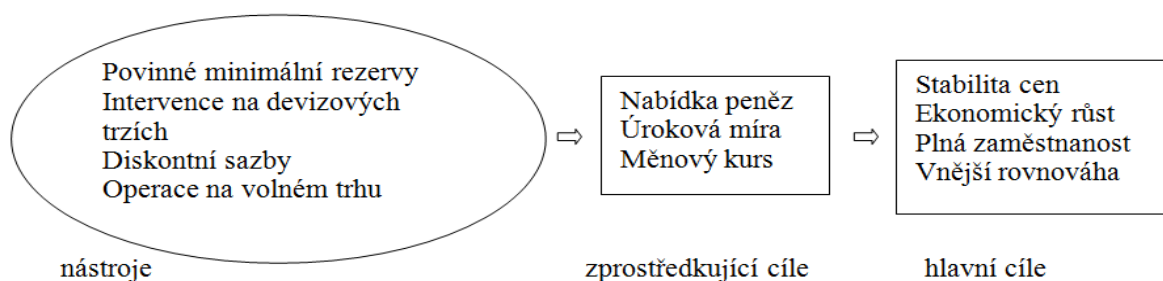 Povinné minimální rezervy
Intervence na devizových
trzích
Diskontní sazby
Operace na volném trhu
Nabídka peněz
Úroková míra
Měnový kurs
Stabilita cen
Ekonomický růst
Plná zaměstnanost
Vnější rovnováha
nástroje
zprostředkující cíle
hlavní cíle